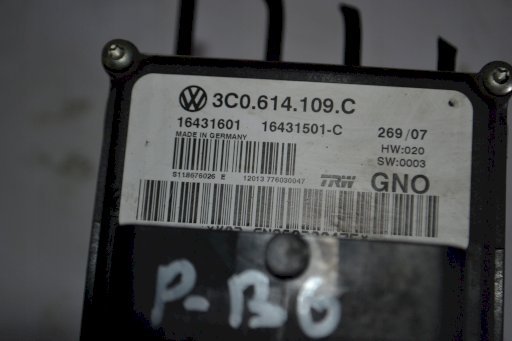 3C0.614.109.C
16431601 16431501-C 269/07
MADE IN GERMANY HW:020
SW:0003
S118676026 E 12013 776030047 TRW GNO
P-B6